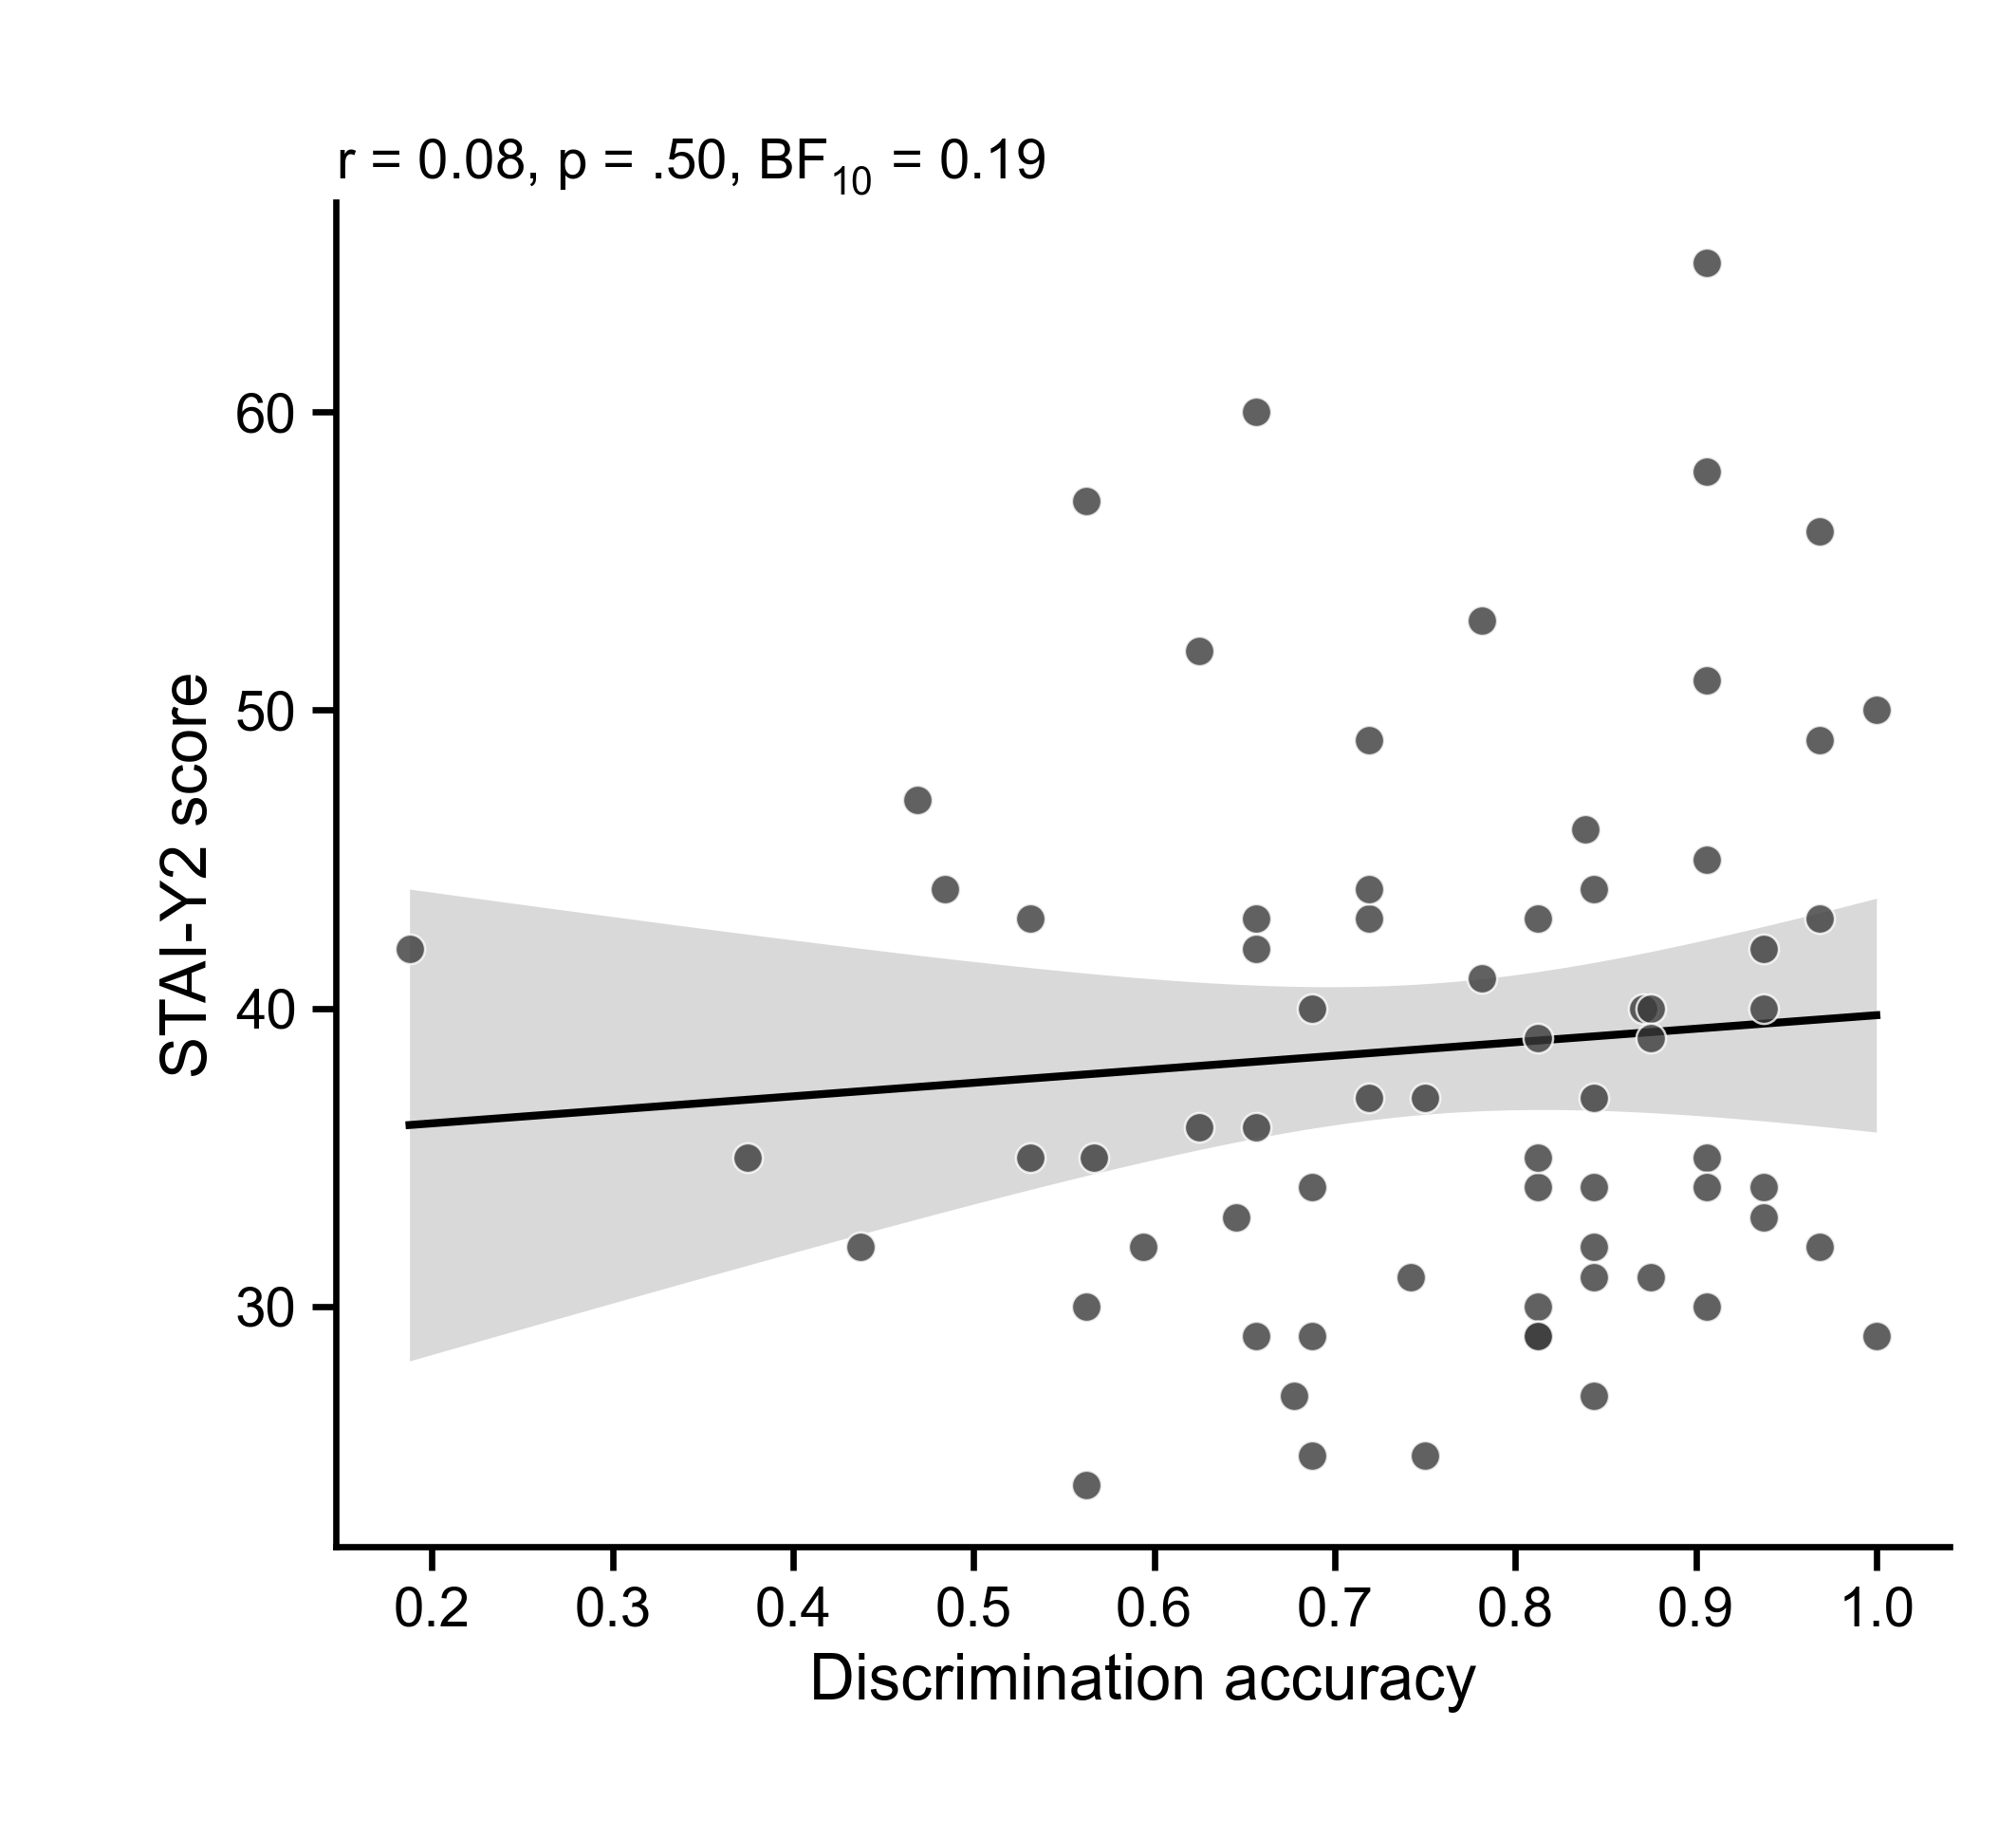 r = 0.08, p = .50, BF₁₀ = 0.19
STAI-Y2 score
60
50
40
30
0.2 0.3 0.4 0.5 0.6 0.7 0.8 0.9 1.0
Discrimination accuracy